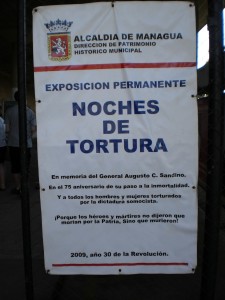 ALCALDIA DE MANAGUA
DIRECCION DE PATRIMONIO
HISTORICO MUNICIPAL
EXPOSICION PERMANENTE
NOCHES
DE
TORTURA
En memoria del General Augusto C. Sandino.
En el 75 aniversario de su paso a la inmortalidad.
Y a todos los hombres y mujeres torturadas
por la dictadura somocista.
¡Porque los héroes y mártires no dijeron que
morian por la Patria, Sino que murieron!
2009, año 30 de la Revolución.